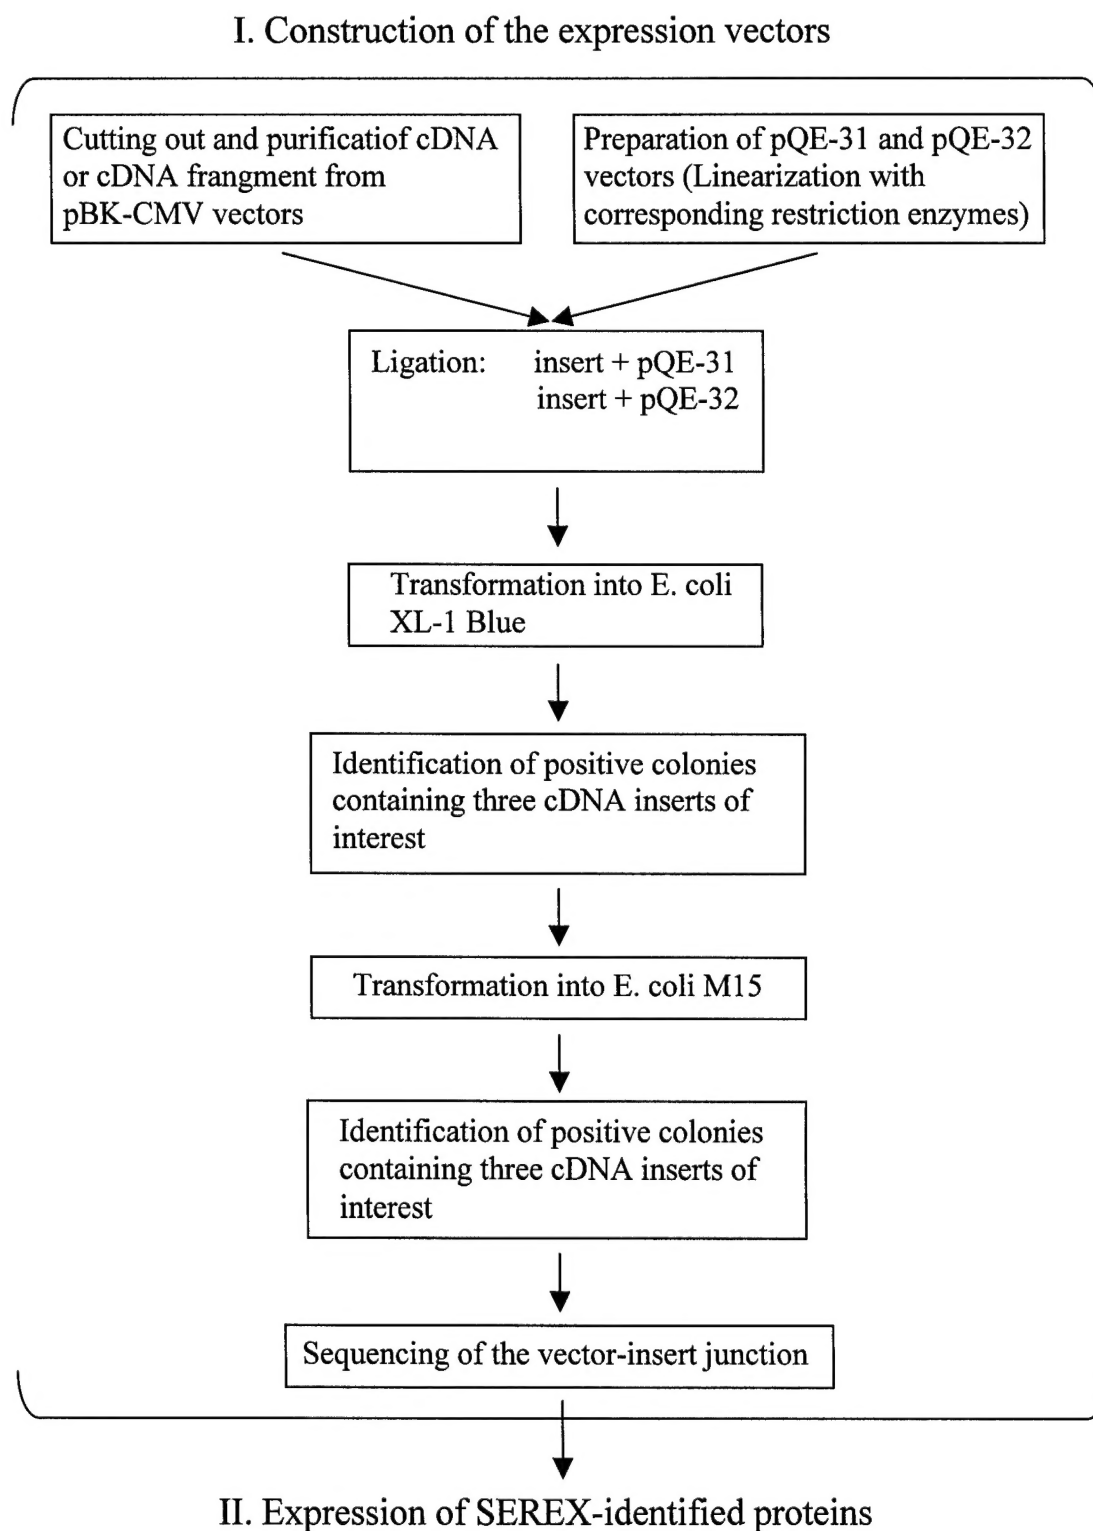 I. Construction of the expression vectors
Cutting out and purificatiof cDNA
or cDNA frangment from
pBK-CMV vectors
Preparation of pQE-31 and pQE-32
vectors (Linearization with
corresponding restriction enzymes)
Ligation: insert + pQE-31
insert + pQE-32
Transformation into E. coli
XL-1 Blue
Identification of positive colonies
containing three cDNA inserts of
interest
Transformation into E. coli M15
Identification of positive colonies
containing three cDNA inserts of
interest
Sequencing of the vector-insert junction
II. Expression of SEREX-identified proteins